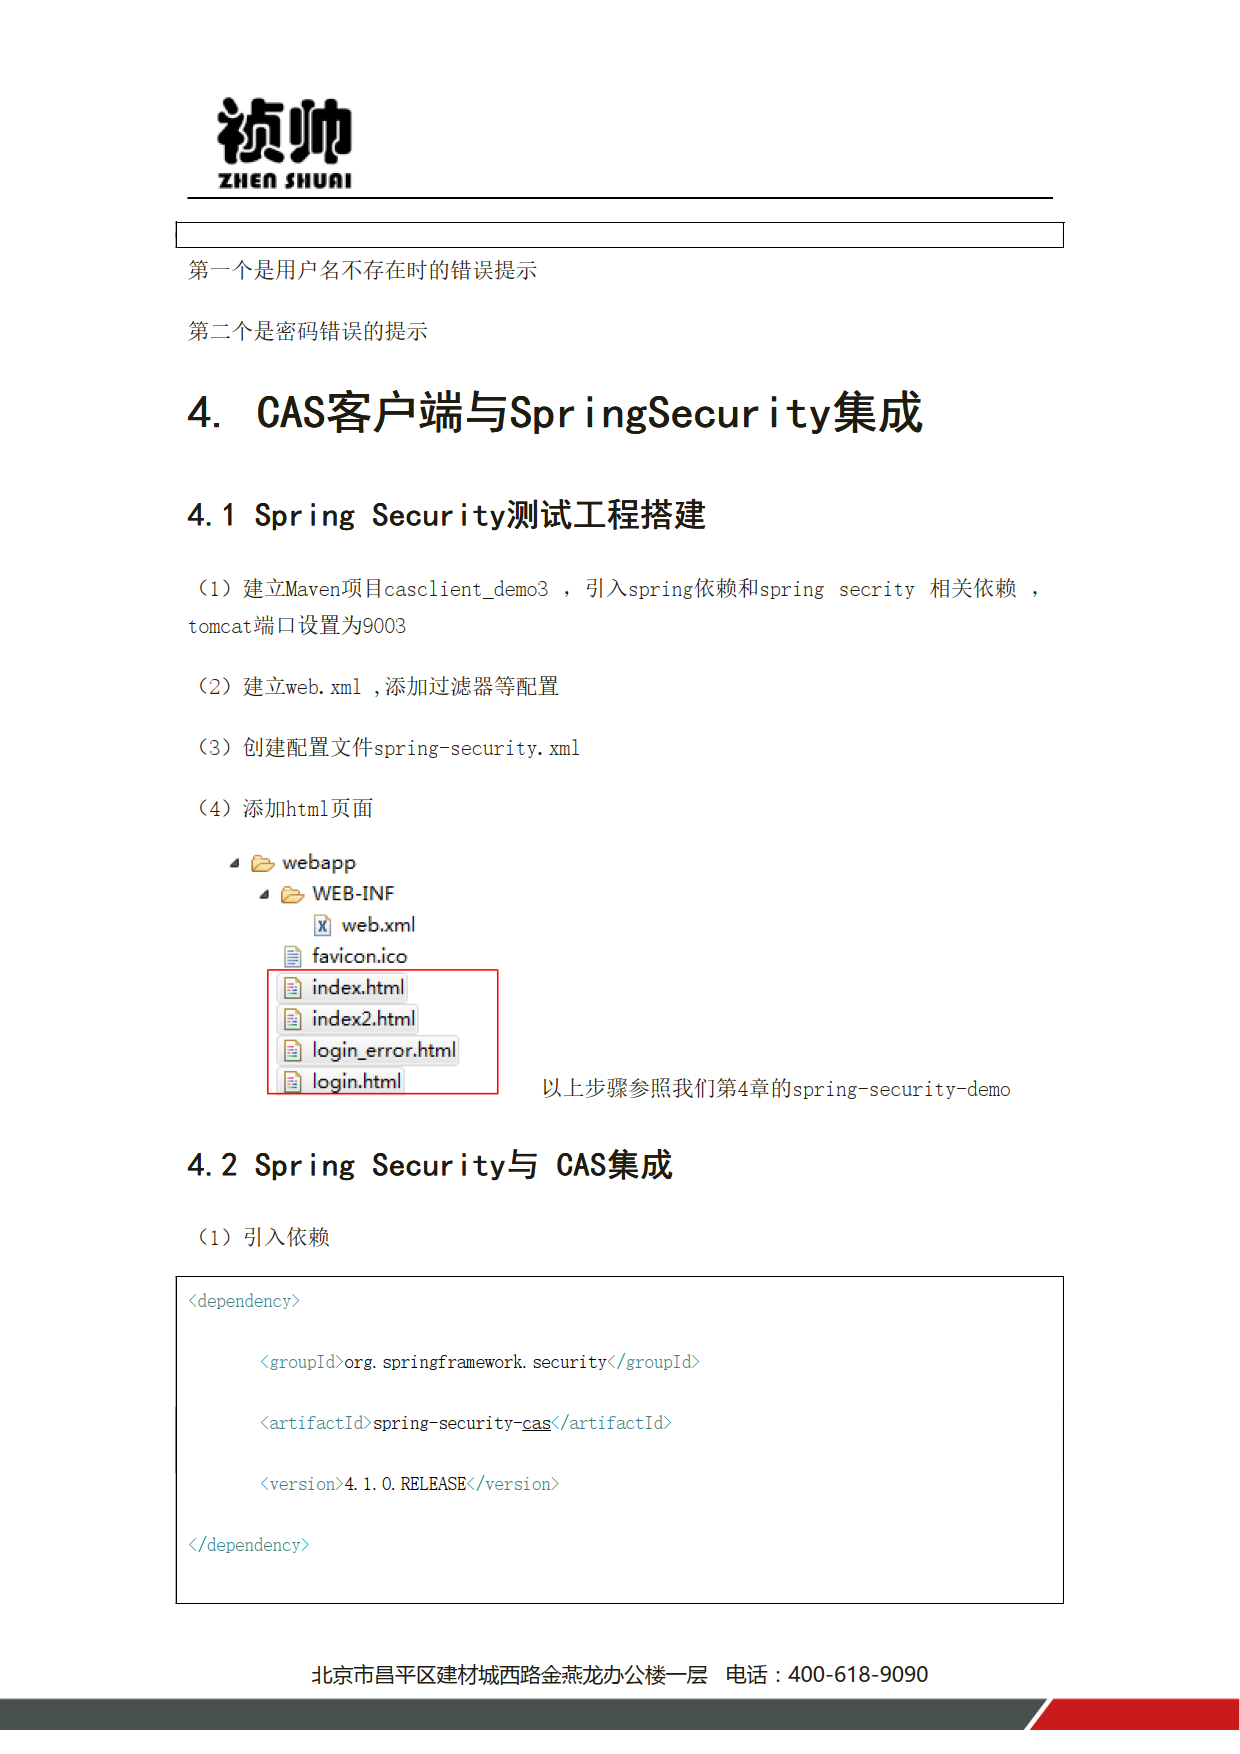 祯帅
ZHEN SHUAI
第一个是用户名不存在时的错误提示
第二个是密码错误的提示
4. CAS客户端与SpringSecurity集成
4.1 Spring Security测试工程搭建
（1）建立Maven项目casclient_demo3 ，引入spring依赖和spring secrity 相关依赖 ，
tomcat端口设置为9003
（2）建立web.xml ,添加过滤器等配置
（3）创建配置文件spring-security.xml
（4）添加html页面
webapp
WEB-INF
web.xml
favicon.ico
index.html
index2.html
login_error.html
login.html
以上步骤参照我们第4章的spring-security-demo
4.2 Spring Security与 CAS集成
（1）引入依赖
<dependency>
<groupId>org.springframework.security</groupId>
<artifactId>spring-security-cas</artifactId>
<version>4.1.0.RELEASE</version>
</dependency>
北京市昌平区建材城西路金燕龙办公楼一层 电话：400-618-9090